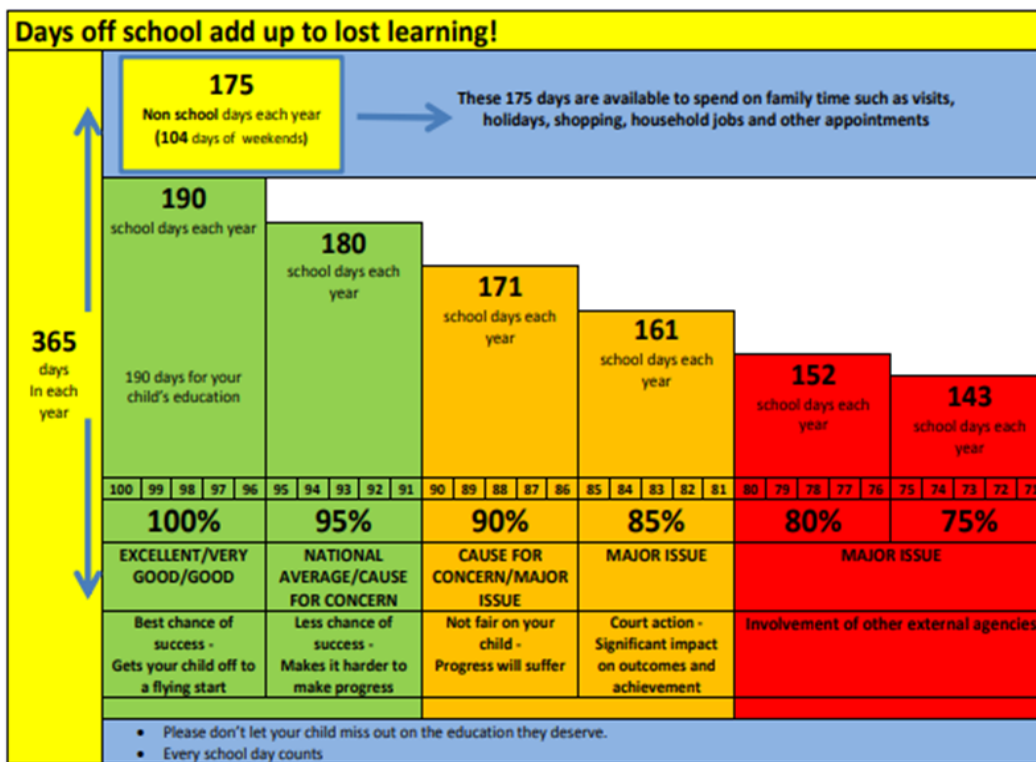 Days off school add up to lost learning!
175
Non school days each year
(104 days of weekends)
These 175 days are available to spend on family time such as visits,
holidays, shopping, household jobs and other appointments
365
days
In each
year
190
school days each year
190 days for your
child's education
180
school days each
year
171
school days each
year
161
school days each
year
152
school days each
year
143
school days each
year
100 99 98 97 96 95 94 93 92 91 90 89 88 87 86 85 84 83 82 81 80 79 78 77 76 75 74 73 72 71
100% 95% 90% 85% 80% 75%
EXCELLENT/VERY
GOOD/GOOD
NATIONAL
AVERAGE/CAUSE
FOR CONCERN
CAUSE FOR
CONCERN/MAJOR
ISSUE
MAJOR ISSUE
MAJOR ISSUE
Best chance of
success -
Gets your child off to
a flying start
Less chance of
success -
Makes it harder to
make progress
Not fair on your
child -
Progress will suffer
Court action -
Significant impact
on outcomes and
achievement
Involvement of other external agencies
• Please don't let your child miss out on the education they deserve.
• Every school day counts